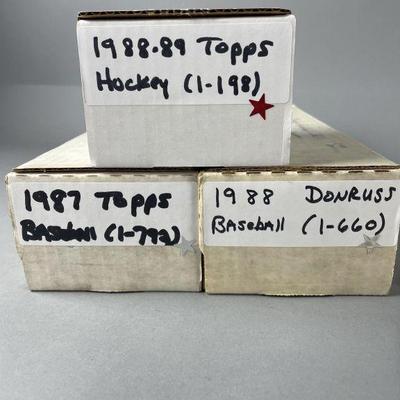 1988-89 Topps
Hockey (1-198)
1987 Topps
Baseball (1-792)
1988 DONRUSS
Baseball (1-660)